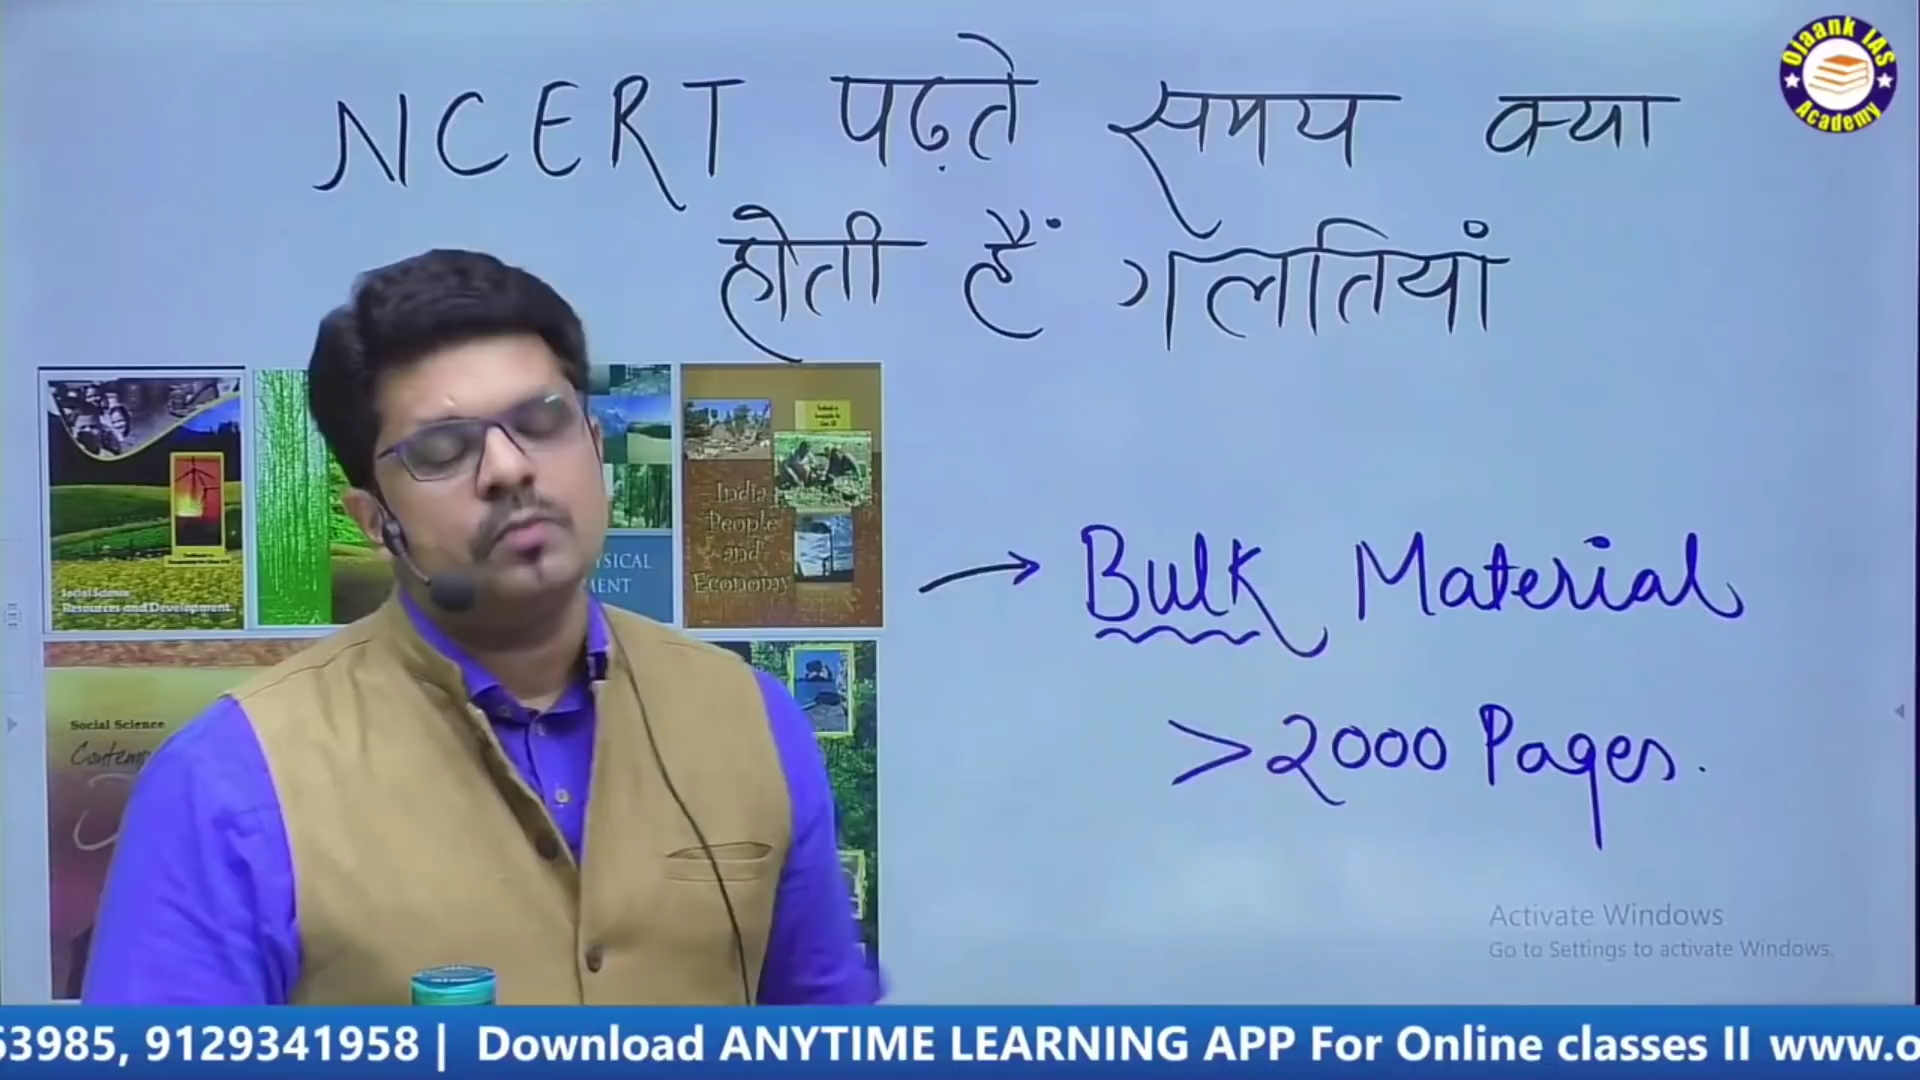 Ojaank IAS
Academy
NCERT पढ़ते समय क्या
होती हैं गलतियां
India
People
and
Economy
Social Science
Resources and Development
Social Science
→ Bulk Material
>2000 Pages.
Activate Windows
Go to Settings to activate Windows.
53985, 9129341958 | Download ANYTIME LEARNING APP For Online classes II www.o